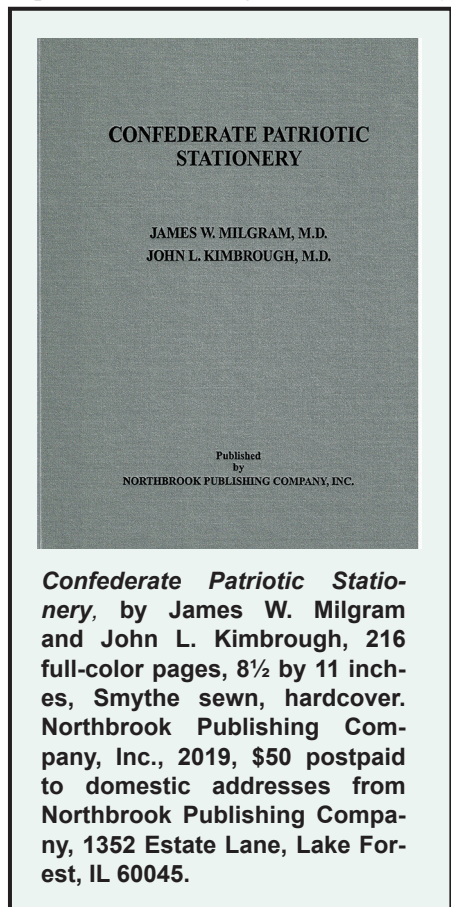 CONFEDERATE PATRIOTIC
STATIONERY
JAMES W. MILGRAM, M.D.
JOHN L. KIMBROUGH, M.D.
Published
by
NORTHBROOK PUBLISHING COMPANY, INC.
Confederate Patriotic Statio-
nery, by James W. Milgram
and John L. Kimbrough, 216
full-color pages, 8½ by 11 inch-
es, Smythe sewn, hardcover.
Northbrook Publishing Com-
pany, Inc., 2019, $50 postpaid
to domestic addresses from
Northbrook Publishing Compa-
ny, 1352 Estate Lane, Lake For-
est, IL 60045.